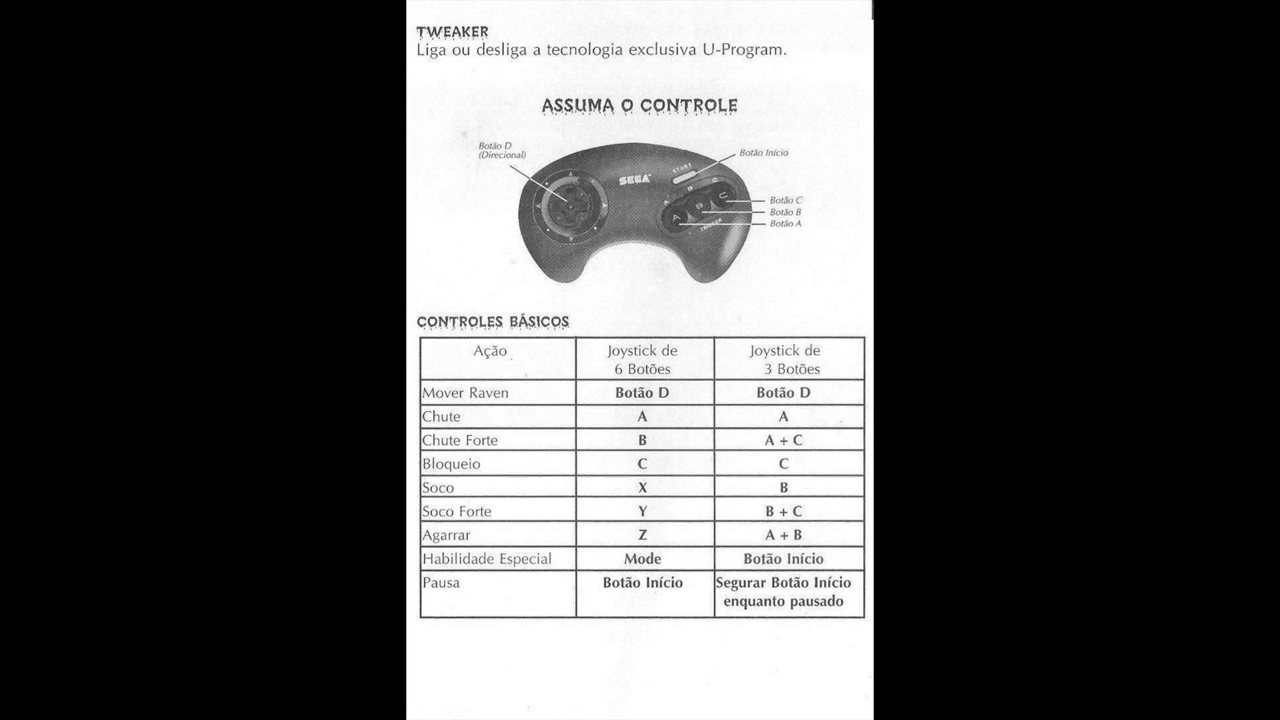 TWEAKER
Liga ou desliga a tecnologia exclusiva U-Program.
ASSUMA O CONTROLE
Botão D
(Direcional)
Botão Início
START
SEGA
A B C
A B C
PROGRAM
Botão C
Botão B
Botão A
CONTROLES BÁSICOS
Ação Joystick de 6 Botões Joystick de 3 Botões
Mover Raven Botão D Botão D
Chute A A
Chute Forte B A + C
Bloqueio C C
Soco X B
Soco Forte Y B + C
Agarrar Z A + B
Habilidade Especial Mode Botão Início
Pausa Botão Início Segurar Botão Início
enquanto pausado